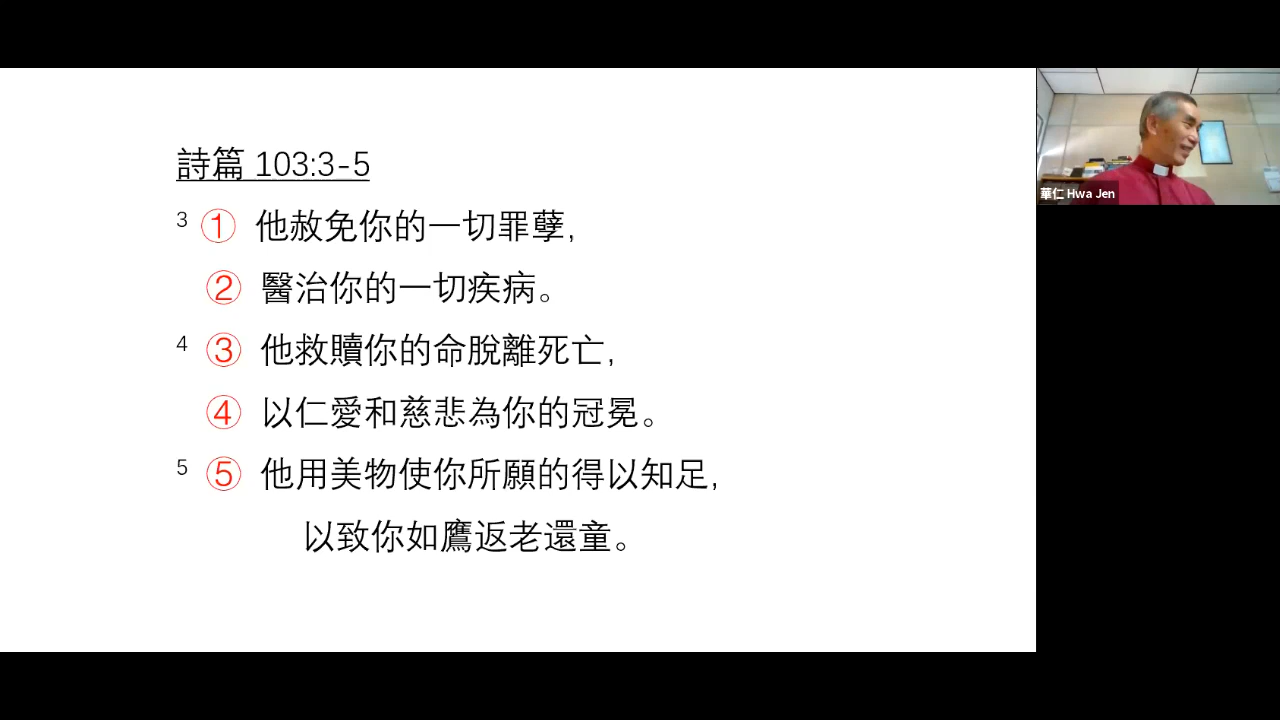 詩篇 103:3-5
3 ① 他赦免你的一切罪孽,
② 醫治你的一切疾病。
4 ③ 他救贖你的命脫離死亡,
④ 以仁愛和慈悲為你的冠冕。
5 ⑤ 他用美物使你所願的得以知足,
以致你如鷹返老還童。
華仁 Hwa Jen